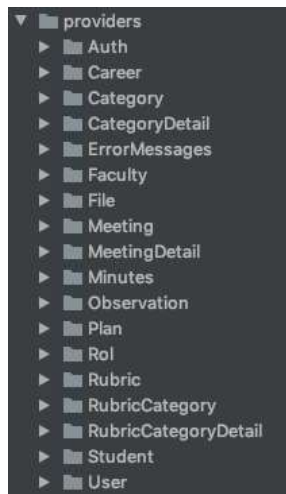 providers
Auth
Career
Category
CategoryDetail
ErrorMessages
Faculty
File
Meeting
MeetingDetail
Minutes
Observation
Plan
Rol
Rubric
RubricCategory
RubricCategoryDetail
Student
User